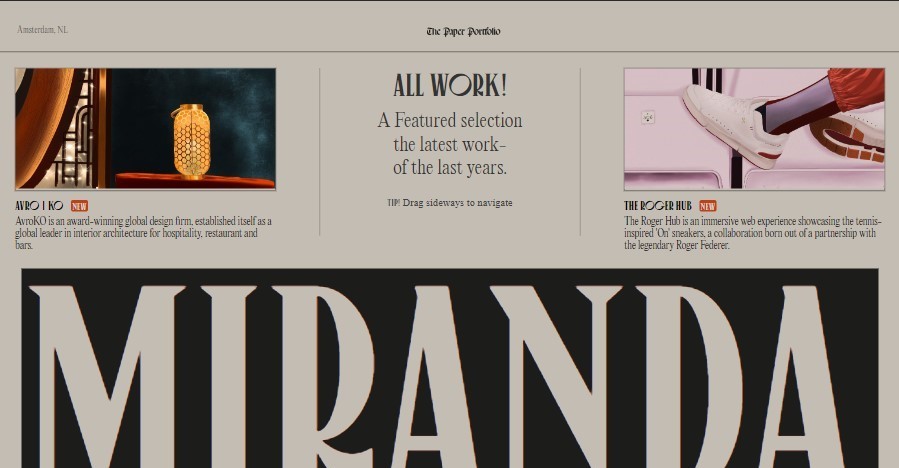 Amsterdam, NL
The Paper Portfolio
AVRO | KO NEW
AvroKO is an award-winning global design firm, established itself as a
global leader in interior architecture for hospitality, restaurant and
bars.
ALL WORK!
A Featured selection
the latest work-
of the last years.
TIP! Drag sideways to navigate
THE ROGER HUB NEW
The Roger Hub is an immersive web experience showcasing the tennis-
inspired 'On' sneakers, a collaboration born out of a partnership with
the legendary Roger Federer.
MIRANDA